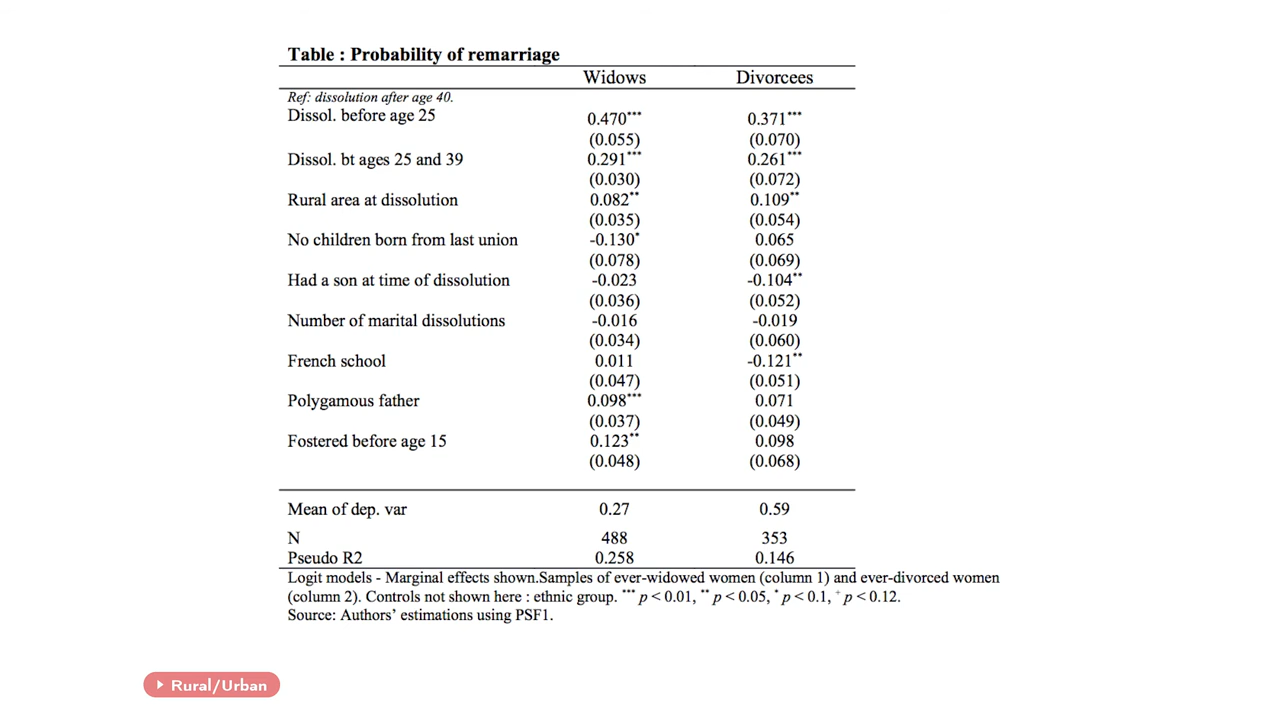 Table : Probability of remarriage
Widows Divorcees
Ref: dissolution after age 40.
Dissol. before age 25 0.470*** 0.371***
(0.055) (0.070)
Dissol. bt ages 25 and 39 0.291*** 0.261***
(0.030) (0.072)
Rural area at dissolution 0.082** 0.109**
(0.035) (0.054)
No children born from last union -0.130* 0.065
(0.078) (0.069)
Had a son at time of dissolution -0.023 -0.104**
(0.036) (0.052)
Number of marital dissolutions -0.016 -0.019
(0.034) (0.060)
French school 0.011 -0.121**
(0.047) (0.051)
Polygamous father 0.098*** 0.071
(0.037) (0.049)
Fostered before age 15 0.123** 0.098
(0.048) (0.068)
Mean of dep. var 0.27 0.59
N 488 353
Pseudo R2 0.258 0.146
Logit models - Marginal effects shown.Samples of ever-widowed women (column 1) and ever-divorced women
(column 2). Controls not shown here : ethnic group. *** p < 0.01, ** p < 0.05, * p < 0.1, + p < 0.12.
Source: Authors' estimations using PSF1.
Rural/Urban